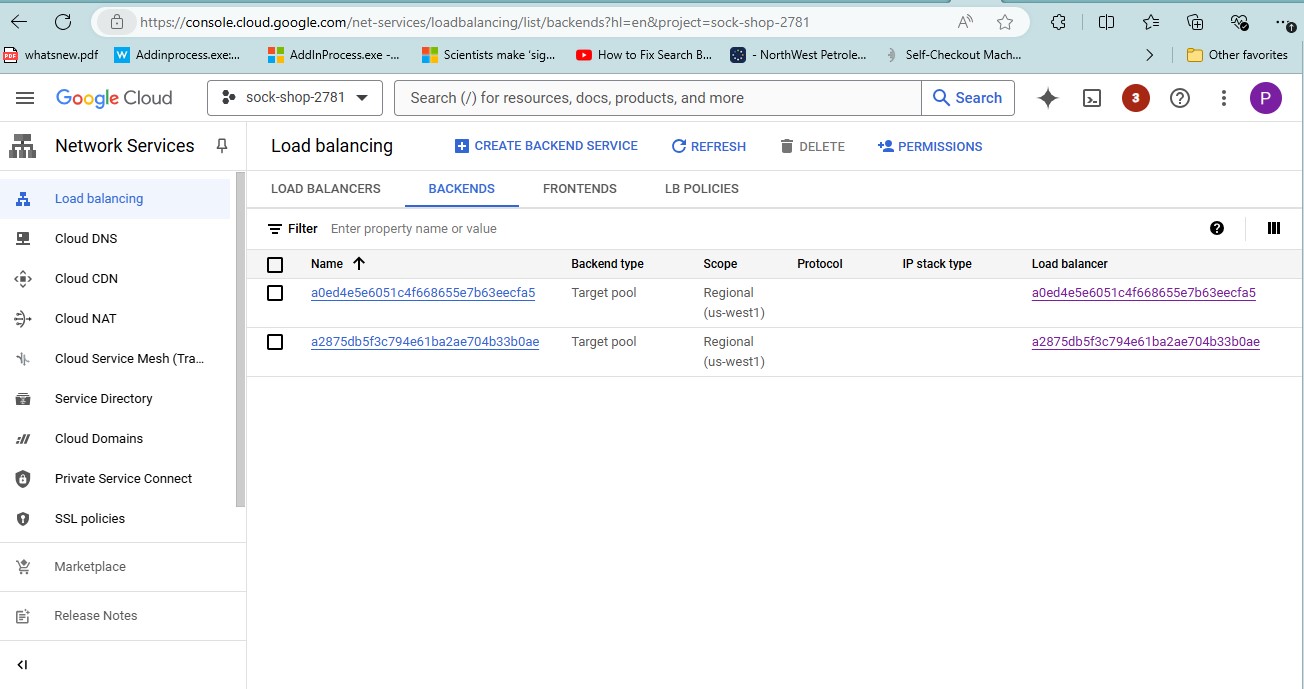 https://console.cloud.google.com/net-services/loadbalancing/list/backends?hl=en&project=sock-shop-2781
whatsnew.pdf Addinprocess.exe:... AddInProcess.exe -... Scientists make 'sig... How to Fix Search B... - NorthWest Petrole... Self-Checkout Mach... Other favorites
Google Cloud sock-shop-2781 Search (/) for resources, docs, products, and more Search 3 P
Network Services
Load balancing
Cloud DNS
Cloud CDN
Cloud NAT
Cloud Service Mesh (Tra...
Service Directory
Cloud Domains
Private Service Connect
SSL policies
Marketplace
Release Notes
Load balancing CREATE BACKEND SERVICE REFRESH DELETE PERMISSIONS
LOAD BALANCERS BACKENDS FRONTENDS LB POLICIES
Filter Enter property name or value
Name Backend type Scope Protocol IP stack type Load balancer
a0ed4e5e6051c4f668655e7b63eecfa5 Target pool Regional a0ed4e5e6051c4f668655e7b63eecfa5
(us-west1)
a2875db5f3c794e61ba2ae704b33b0ae Target pool Regional a2875db5f3c794e61ba2ae704b33b0ae
(us-west1)